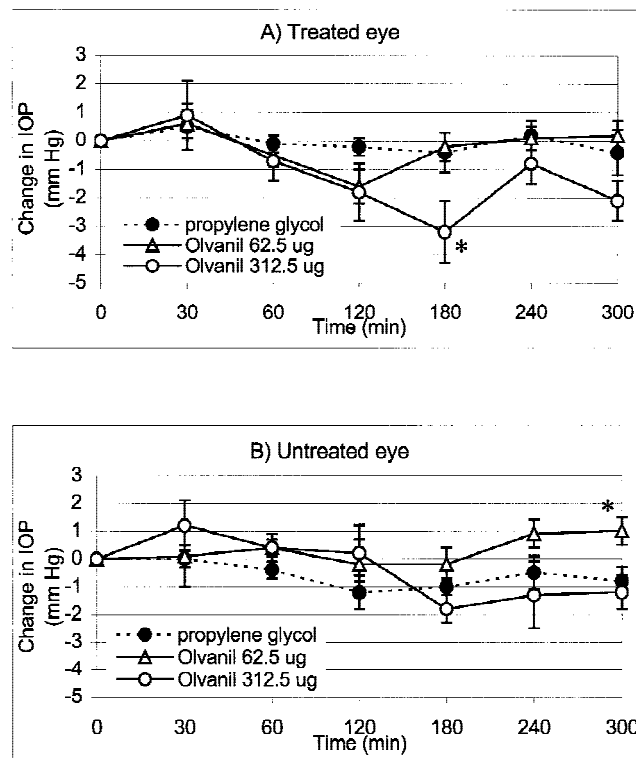 A) Treated eye
3
2
1
0
-1
-2
-3
-4
-5
Change in IOP
(mm Hg)
propylene glycol
Olvanil 62.5 ug
Olvanil 312.5 ug
*
0 30 60 120 180 240 300
Time (min)
B) Untreated eye
3
2
1
0
-1
-2
-3
-4
-5
Change in IOP
(mm Hg)
*
propylene glycol
Olvanil 62.5 ug
Olvanil 312.5 ug
0 30 60 120 180 240 300
Time (min)